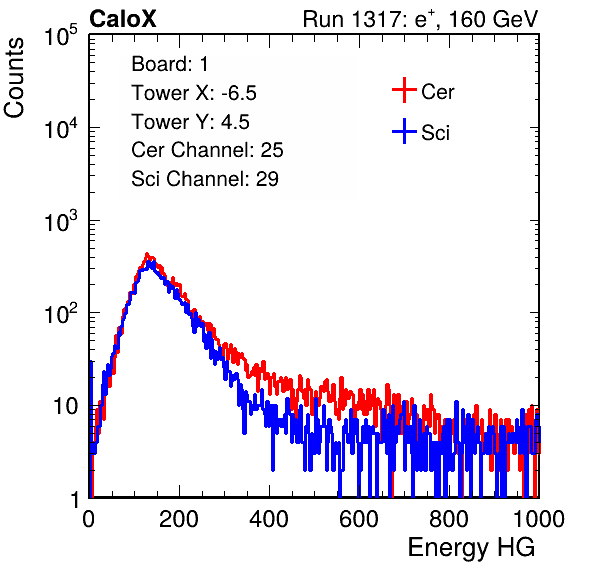 CaloX Run 1317: e⁺, 160 GeV
Counts
Board: 1
Tower X: -6.5
Tower Y: 4.5
Cer Channel: 25
Sci Channel: 29
Cer
Sci
10⁵
10⁴
10³
10²
10
1
0 200 400 600 800 1000
Energy HG